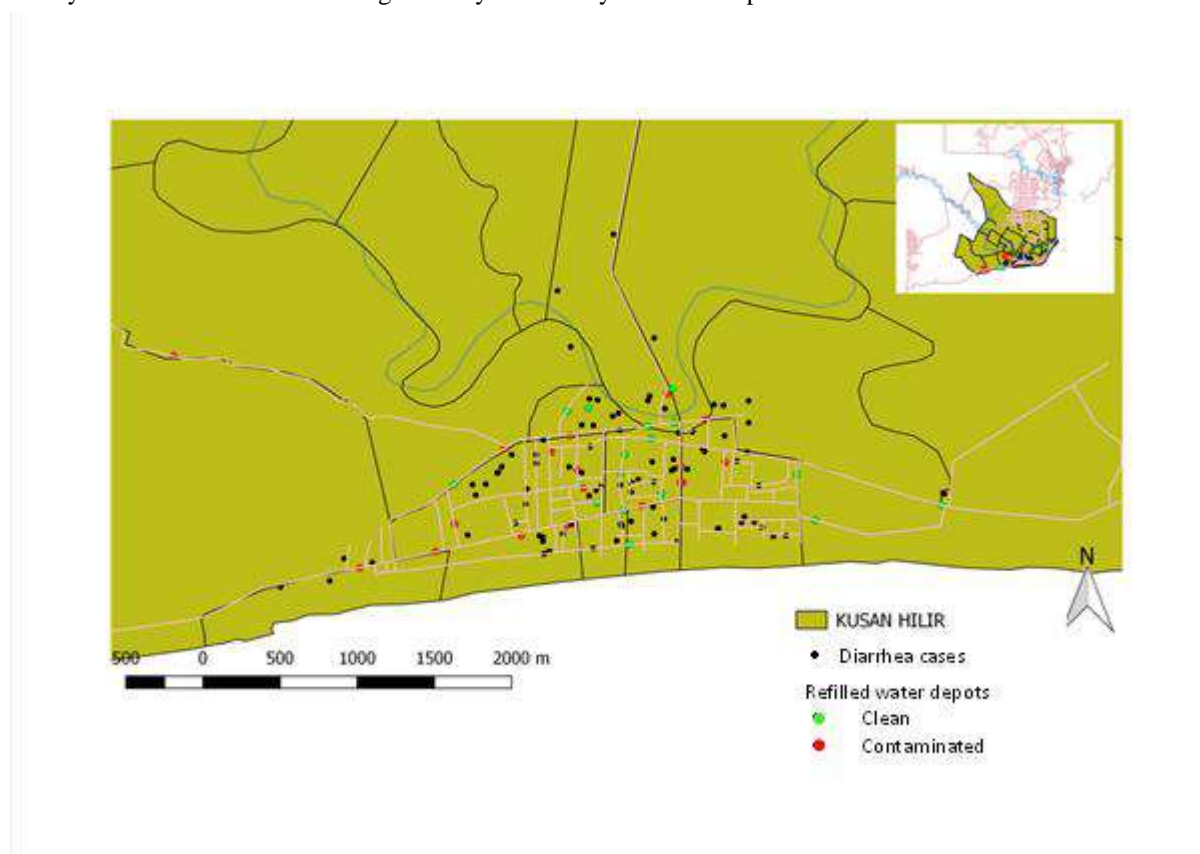 N
KUSAN HILIR
500 0 500 1000 1500 2000 m
Diarrhea cases
Refilled water depots
Clean
Contaminated